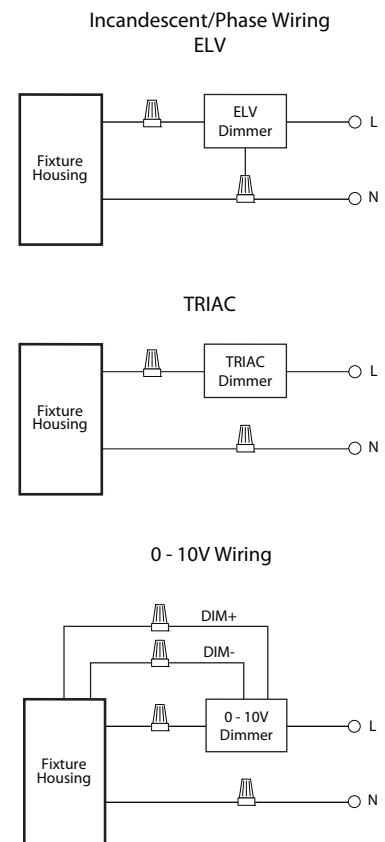 Incandescent/Phase Wiring
ELV
ELV
Dimmer
L
Fixture
Housing
N
TRIAC
TRIAC
Dimmer
L
Fixture
Housing
N
0 - 10V Wiring
DIM+
DIM-
0 - 10V
Dimmer
L
Fixture
Housing
N